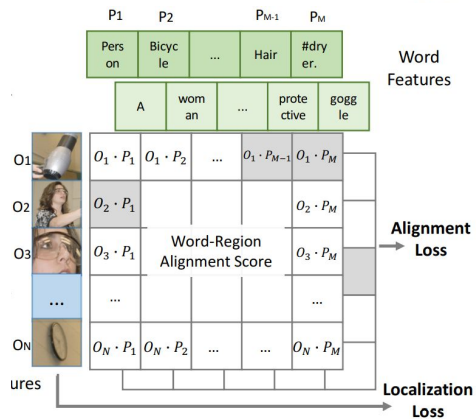 P1 P2 PM-1 PM
Pers on Bicyc le ... Hair #dry er.
Word Features
A wom an ... prote ctive gogg le
O1 O1 · P1 O1 · P2 ... O1 · PM−1 O1 · PM
O2 O2 · P1 O2 · PM
O3 O3 · P1 Word-Region Alignment Score O3 · PM
Alignment Loss
... ... ...
ON ON · P1 ON · P2 ... ... ON · PM
ures
Localization Loss